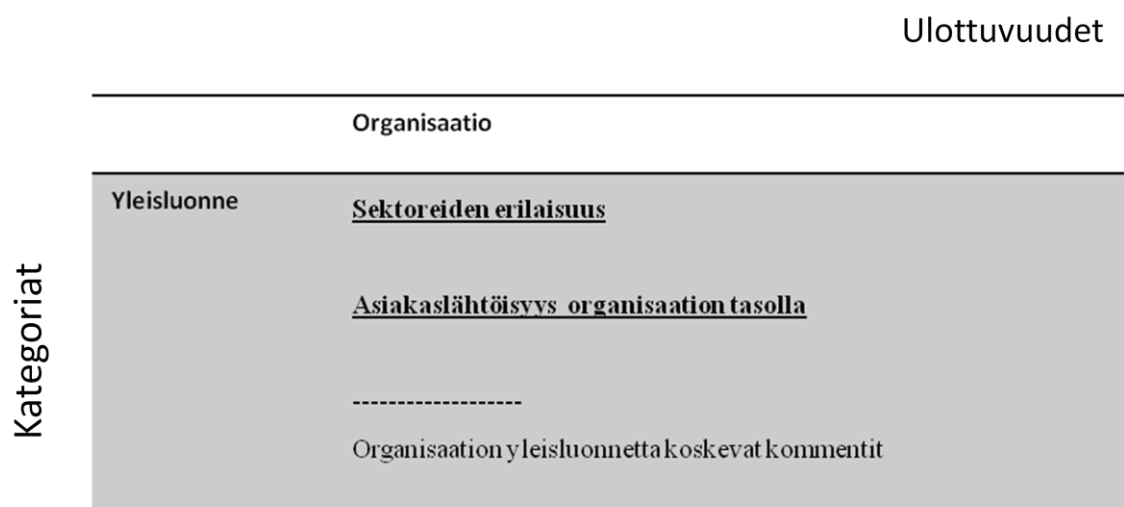 Ulottuvuudet
Organisaatio
Yleisluonne
Sektoreiden erilaisuus
Asiakaslähtöisyys organisaation tasolla
-------------------
Organisaation yleisluonnetta koskevat kommentit
Kategoriat